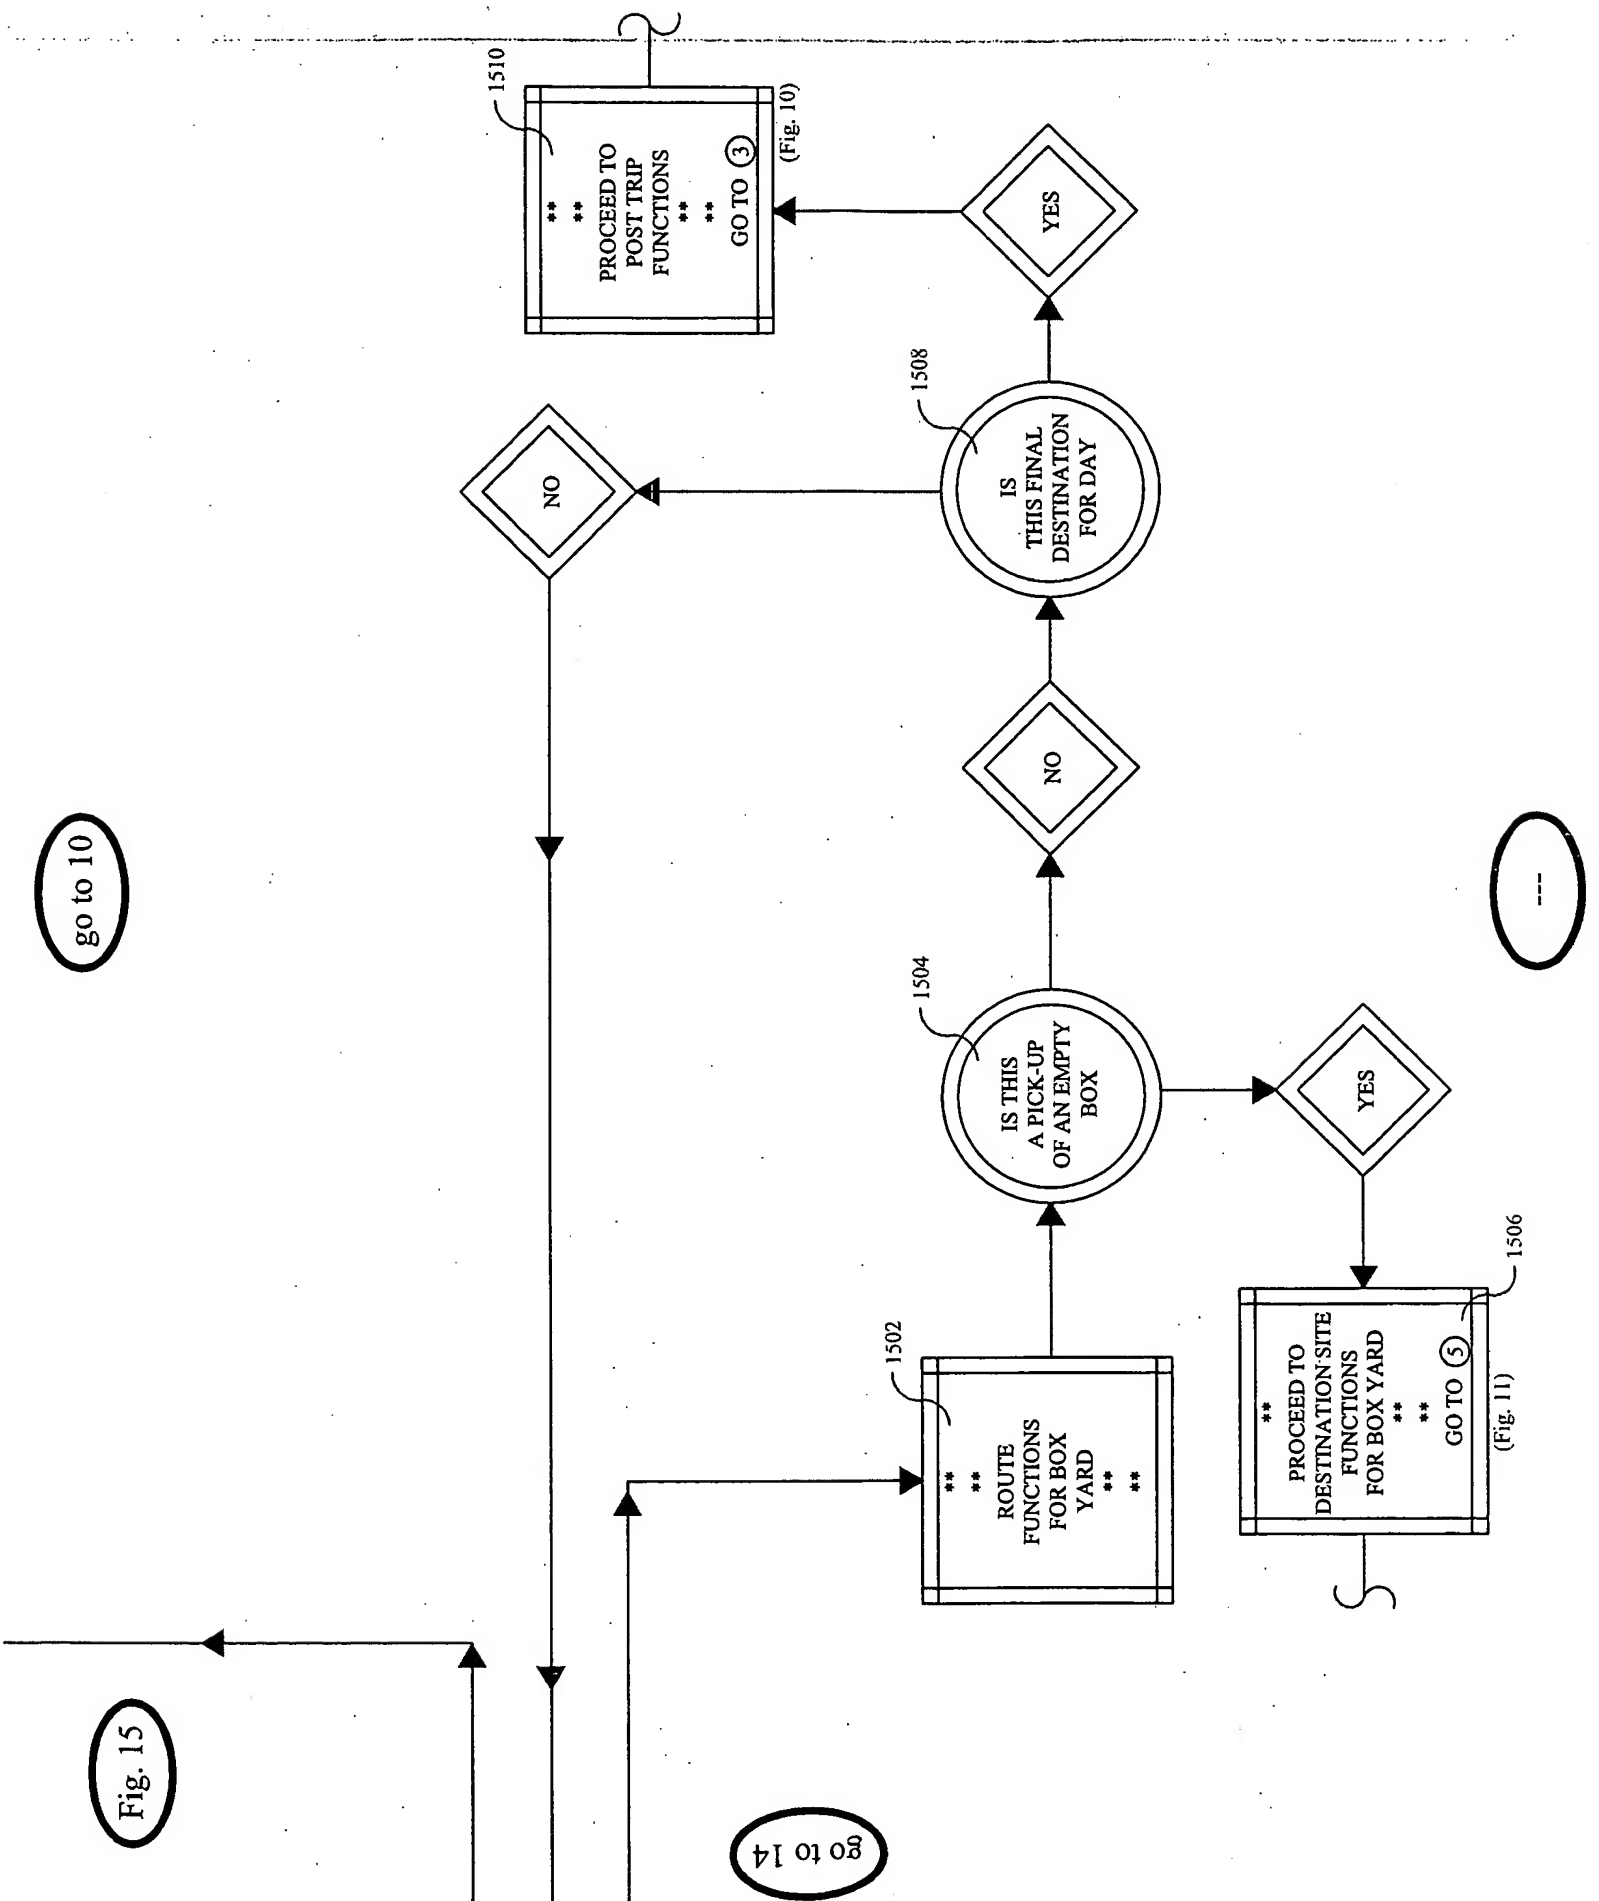 Fig. 15
go to 10
go to 14
---
1502
**
**
ROUTE
FUNCTIONS
FOR BOX
YARD
**
**
1504
IS THIS
A PICK-UP
OF AN EMPTY
BOX
YES
1506
**
PROCEED TO
DESTINATION SITE
FUNCTIONS
FOR BOX YARD
**
**
GO TO 5
(Fig. 11)
NO
1508
IS
THIS FINAL
DESTINATION
FOR DAY
NO
YES
1510
**
**
PROCEED TO
POST TRIP
FUNCTIONS
**
**
GO TO 3
(Fig. 10)